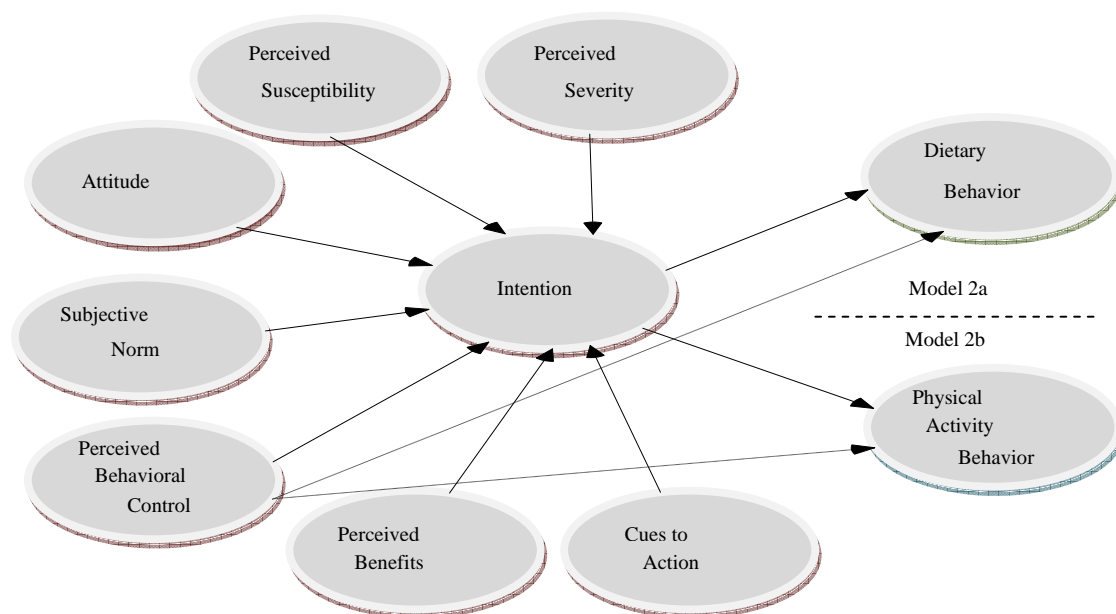 Perceived
Susceptibility
Perceived
Severity
Attitude
Dietary
Behavior
Subjective
Norm
Intention
Model 2a
Model 2b
Perceived
Behavioral
Control
Physical
Activity
Behavior
Perceived
Benefits
Cues to
Action